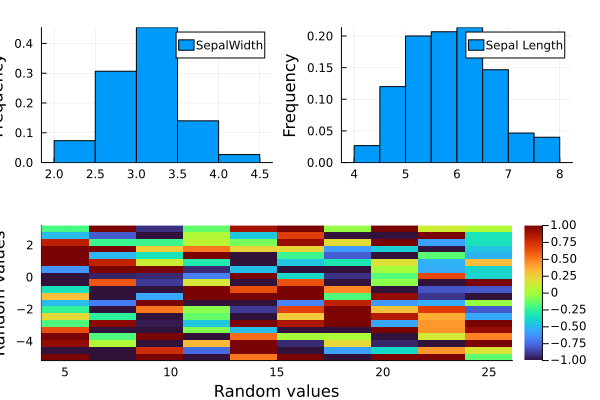 SepalWidth
Frequency
0.4
0.3
0.2
0.1
0.0
2.0 2.5 3.0 3.5 4.0 4.5
Sepal Length
Frequency
0.20
0.15
0.10
0.05
0.00
4 5 6 7 8
Random values
2
0
−2
−4
5 10 15 20 25
Random values
1.00
0.75
0.50
0.25
0
−0.25
−0.50
−0.75
−1.00